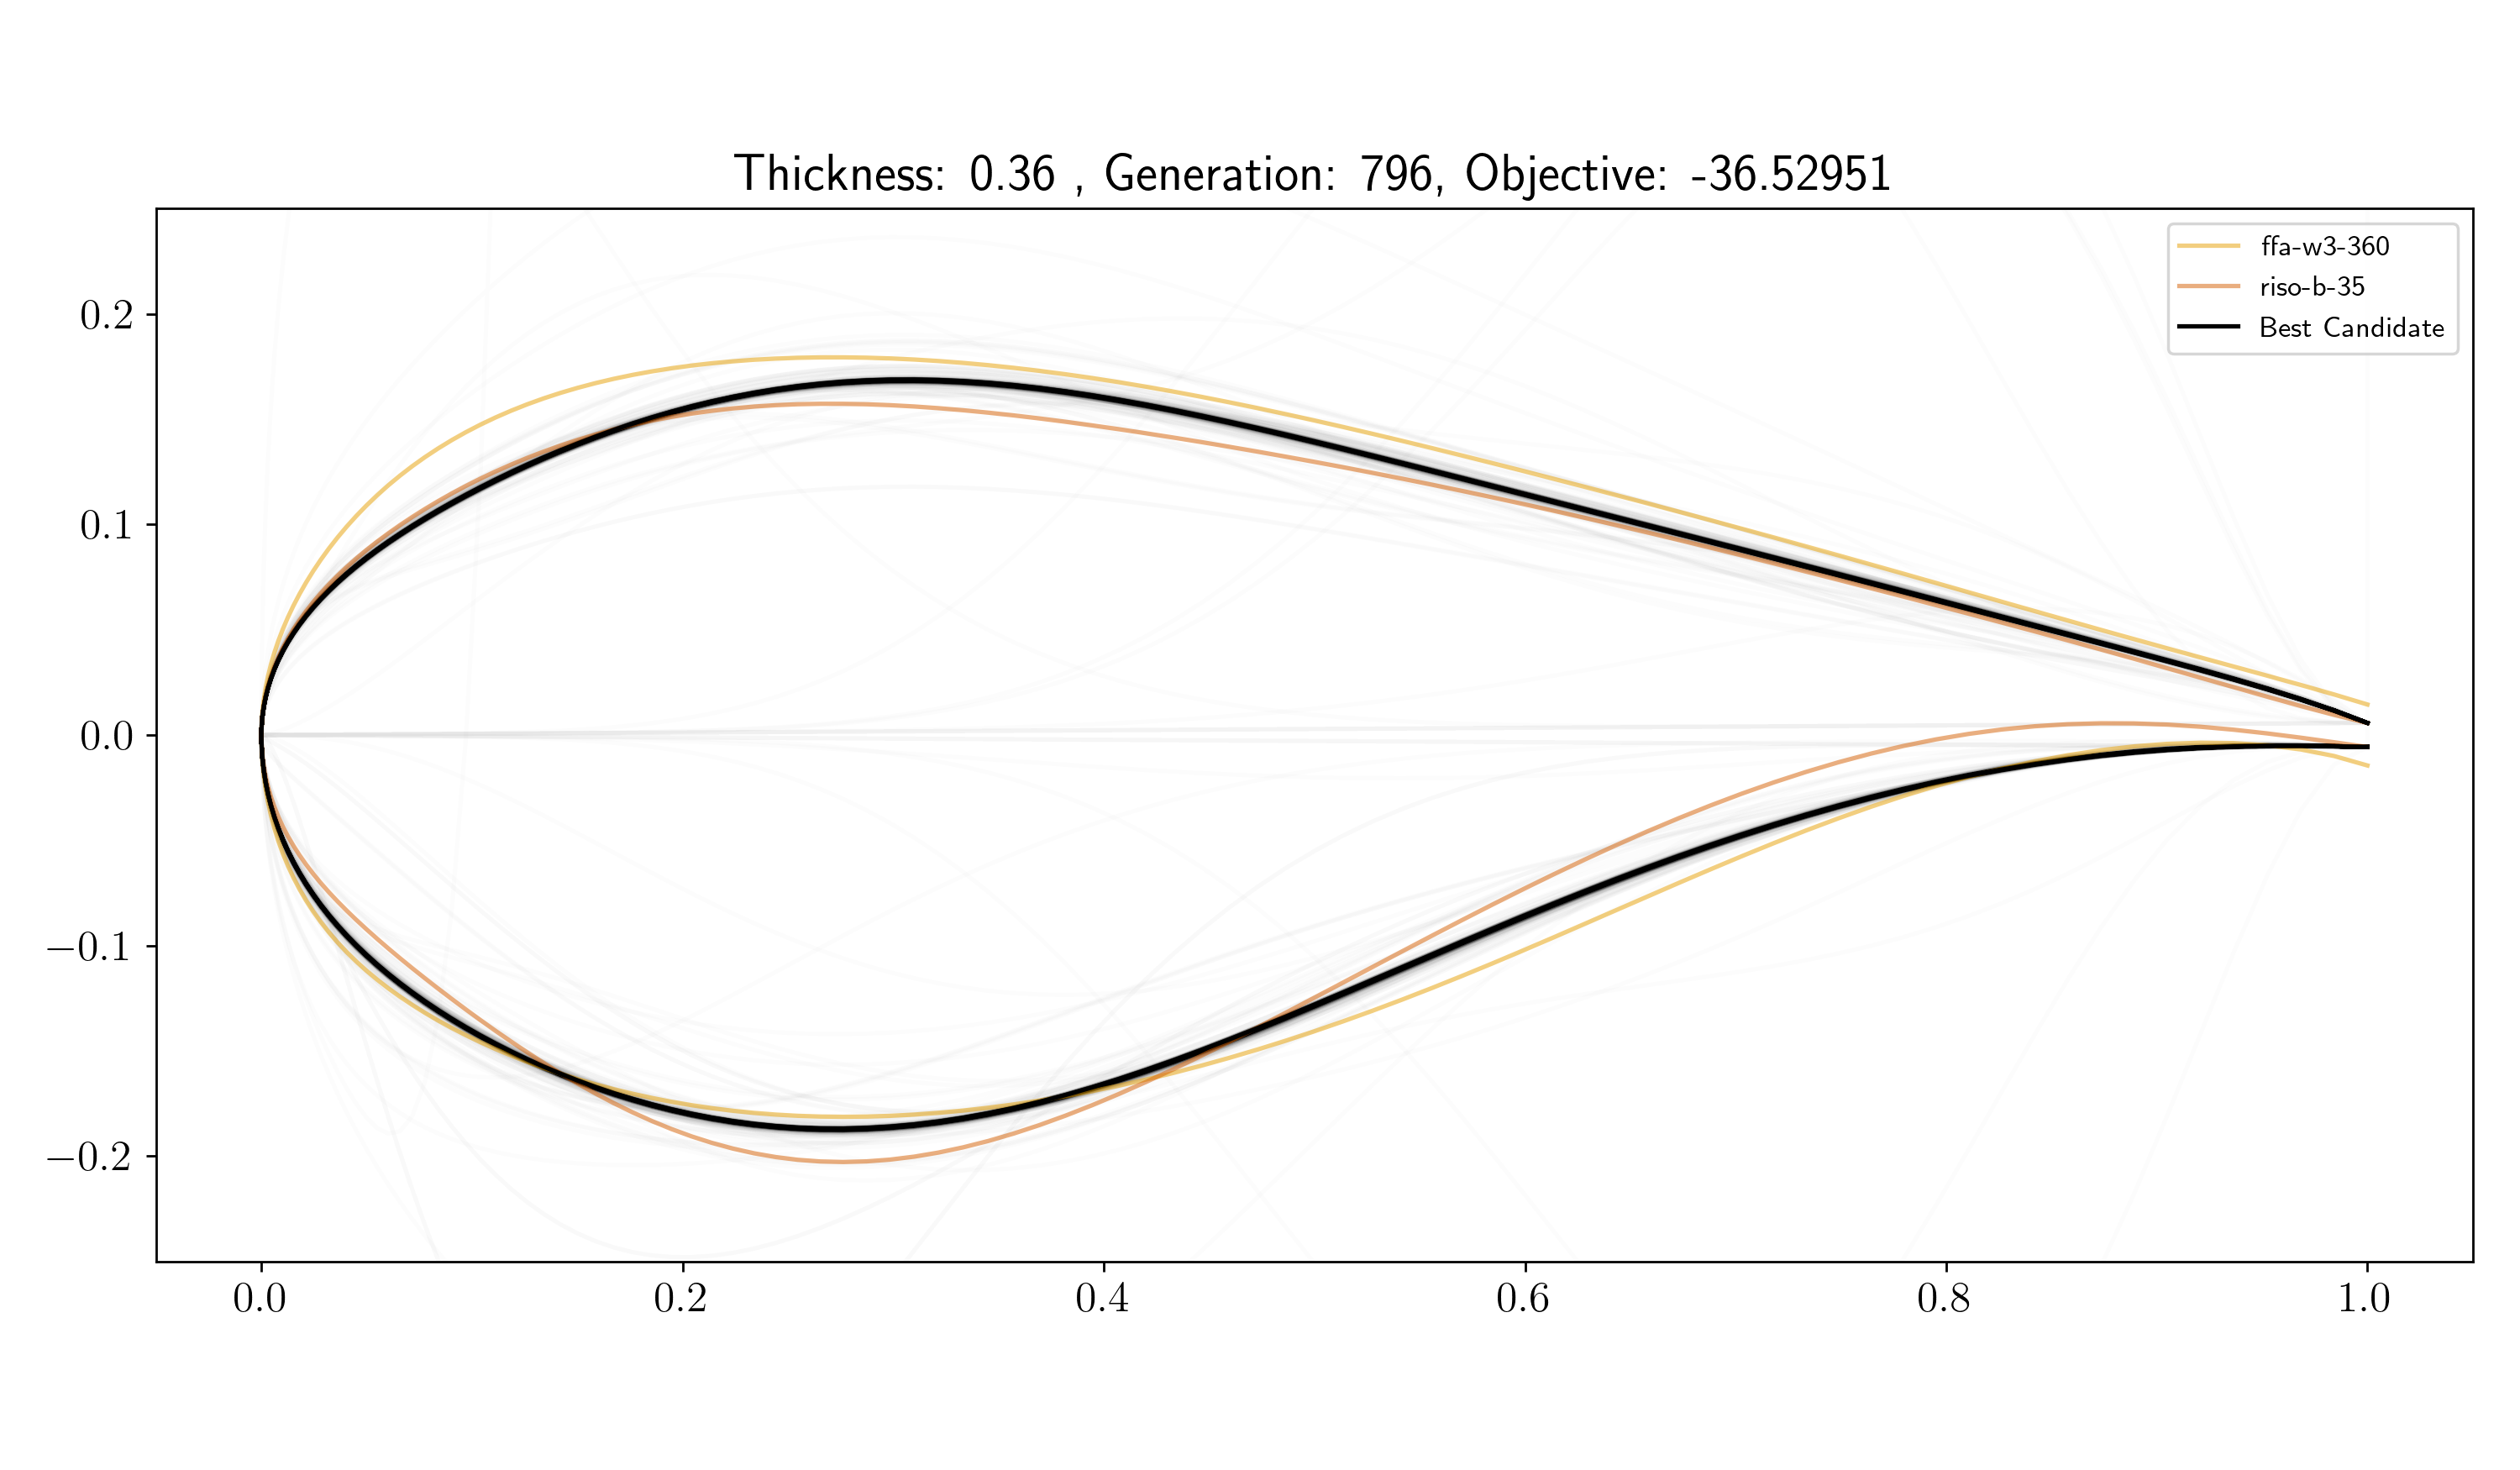 Thickness: 0.36 , Generation: 796, Objective: -36.52951
ffa-w3-360
riso-b-35
Best Candidate
0.2
0.1
0.0
−0.1
−0.2
0.0 0.2 0.4 0.6 0.8 1.0